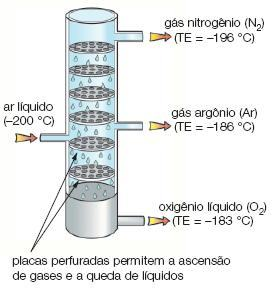 gás nitrogênio (N₂)
(TE = –196 °C)
ar líquido
(–200 °C)
gás argônio (Ar)
(TE = –186 °C)
oxigênio líquido (O₂)
(TE = –183 °C)
placas perfuradas permitem a ascensão
de gases e a queda de líquidos